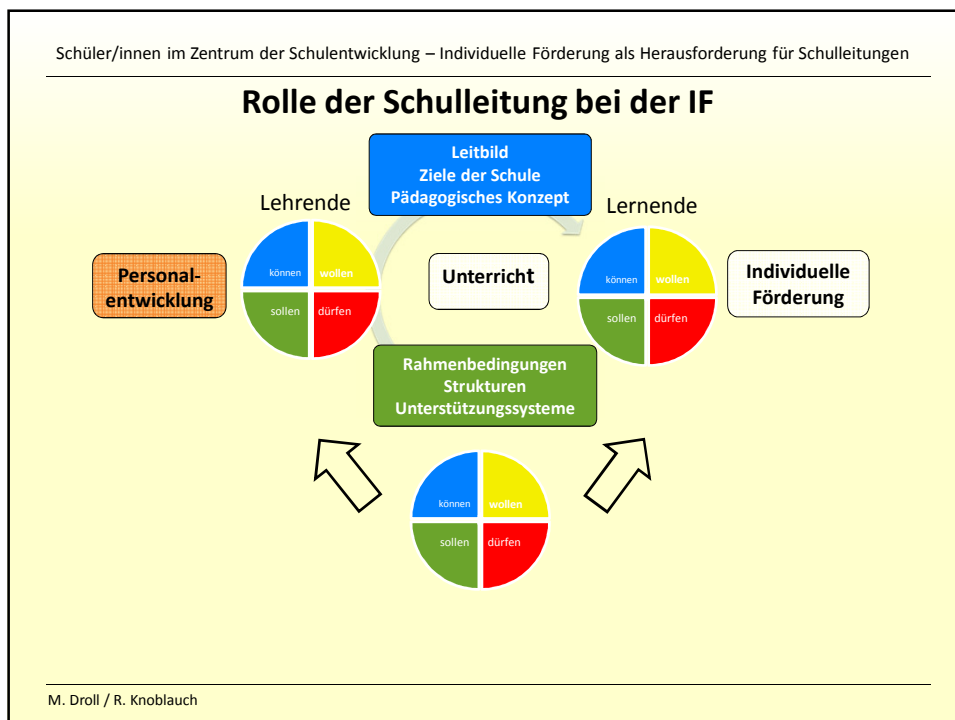 Schüler/innen im Zentrum der Schulentwicklung – Individuelle Förderung als Herausforderung für Schulleitungen
Rolle der Schulleitung bei der IF
Leitbild
Ziele der Schule
Pädagogisches Konzept
Lehrende
Lernende
können
wollen
sollen
dürfen
Personal-
entwicklung
Unterricht
können
wollen
sollen
dürfen
Individuelle
Förderung
Rahmenbedingungen
Strukturen
Unterstützungssysteme
können
wollen
sollen
dürfen
M. Droll / R. Knoblauch